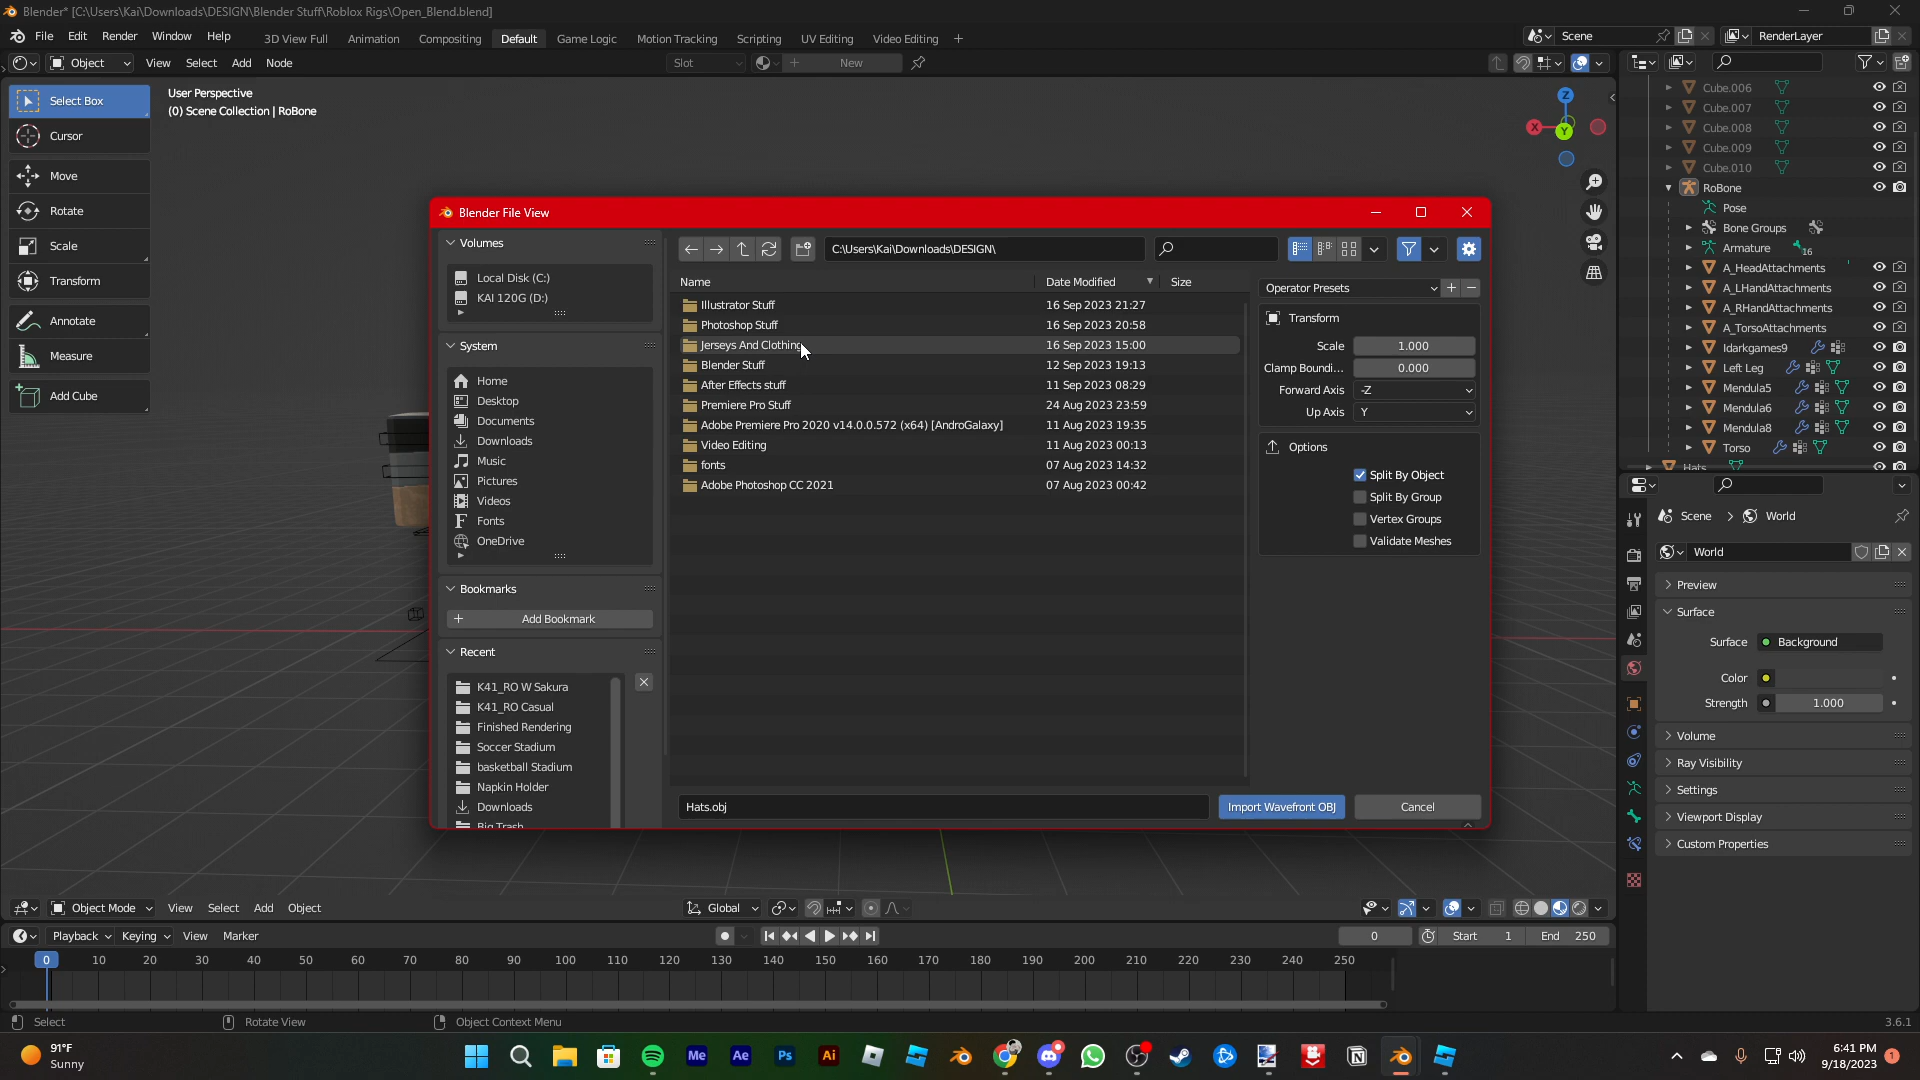 Blender* [C:\Users\Kai\Downloads\DESIGN\Blender Stuff\Roblox Rigs\Open_Blend.blend]
File Edit Render Window Help 3D View Full Animation Compositing Default Game Logic Motion Tracking Scripting UV Editing Video Editing + Scene RenderLayer
Object View Select Add Node Slot New
Select Box
Cursor
Move
Rotate
Scale
Transform
Annotate
Measure
Add Cube
User Perspective
(0) Scene Collection | RoBone
Z
X
Y
Blender File View
Volumes
Local Disk (C:)
KAI 120G (D:)
System
Home
Desktop
Documents
Downloads
Music
Pictures
Videos
Fonts
OneDrive
Bookmarks
Add Bookmark
Recent
K41_RO W Sakura
K41_RO Casual
Finished Rendering
Soccer Stadium
basketball Stadium
Napkin Holder
Downloads
Big Trash
C:\Users\Kai\Downloads\DESIGN\
Name Date Modified Size
Illustrator Stuff 16 Sep 2023 21:27
Photoshop Stuff 16 Sep 2023 20:58
Jerseys And Clothing 16 Sep 2023 15:00
Blender Stuff 12 Sep 2023 19:13
After Effects stuff 11 Sep 2023 08:29
Premiere Pro Stuff 24 Aug 2023 23:59
Adobe Premiere Pro 2020 v14.0.0.572 (x64) [AndroGalaxy] 11 Aug 2023 19:35
Video Editing 11 Aug 2023 00:13
fonts 07 Aug 2023 14:32
Adobe Photoshop CC 2021 07 Aug 2023 00:42
Operator Presets
Transform
Scale 1.000
Clamp Boundi... 0.000
Forward Axis -Z
Up Axis Y
Options
Split By Object
Split By Group
Vertex Groups
Validate Meshes
Hats.obj Import Wavefront OBJ Cancel
Cube.006
Cube.007
Cube.008
Cube.009
Cube.010
RoBone
Pose
Bone Groups
Armature 16
A_HeadAttachments
A_LHandAttachments
A_RHandAttachments
A_TorsoAttachments
Idarkgames9
Left Leg
Mendula5
Mendula6
Mendula8
Torso
Hats
Scene World
World
Preview
Surface
Surface Background
Color
Strength 1.000
Volume
Ray Visibility
Settings
Viewport Display
Custom Properties
Object Mode View Select Add Object Global
Playback Keying View Marker 0 Start 1 End 250
0 10 20 30 40 50 60 70 80 90 100 110 120 130 140 150 160 170 180 190 200 210 220 230 240 250
Select Rotate View Object Context Menu 3.6.1
91°F
Sunny
Me Ae Ps Ai
6:41 PM
9/18/2023
1